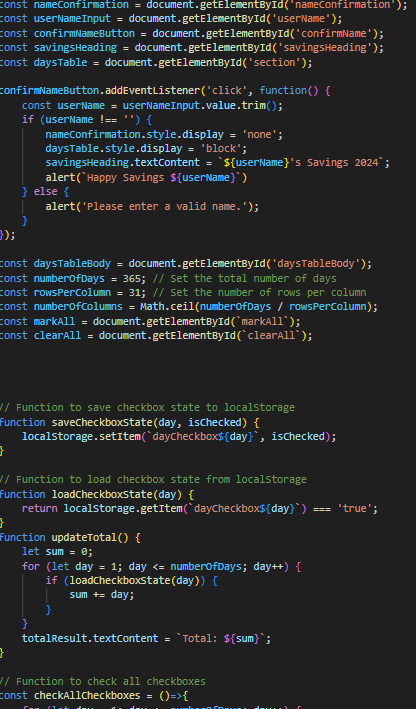 const nameConfirmation = document.getElementById('nameConfirmation');
const userNameInput = document.getElementById('userName');
const confirmNameButton = document.getElementById('confirmName');
const savingsHeading = document.getElementById('savingsHeading');
const daysTable = document.getElementById('section');

confirmNameButton.addEventListener('click', function() {
    const userName = userNameInput.value.trim();
    if (userName !== '') {
        nameConfirmation.style.display = 'none';
        daysTable.style.display = 'block';
        savingsHeading.textContent = `${userName}'s Savings 2024`;
        alert(`Happy Savings ${userName}`)
    } else {
        alert('Please enter a valid name.');
    }
});

const daysTableBody = document.getElementById('daysTableBody');
const numberOfDays = 365; // Set the total number of days
const rowsPerColumn = 31; // Set the number of rows per column
const numberOfColumns = Math.ceil(numberOfDays / rowsPerColumn);
const markAll = document.getElementById(`markAll`);
const clearAll = document.getElementById(`clearAll`);

// Function to save checkbox state to localStorage
function saveCheckboxState(day, isChecked) {
    localStorage.setItem(`dayCheckbox${day}`, isChecked);
}

// Function to load checkbox state from localStorage
function loadCheckboxState(day) {
    return localStorage.getItem(`dayCheckbox${day}`) === 'true';
}
function updateTotal() {
    let sum = 0;
    for (let day = 1; day <= numberOfDays; day++) {
        if (loadCheckboxState(day)) {
            sum += day;
        }
    }
    totalResult.textContent = `Total: ${sum}`;
}

// Function to check all checkboxes
const checkAllCheckboxes = ()=>{